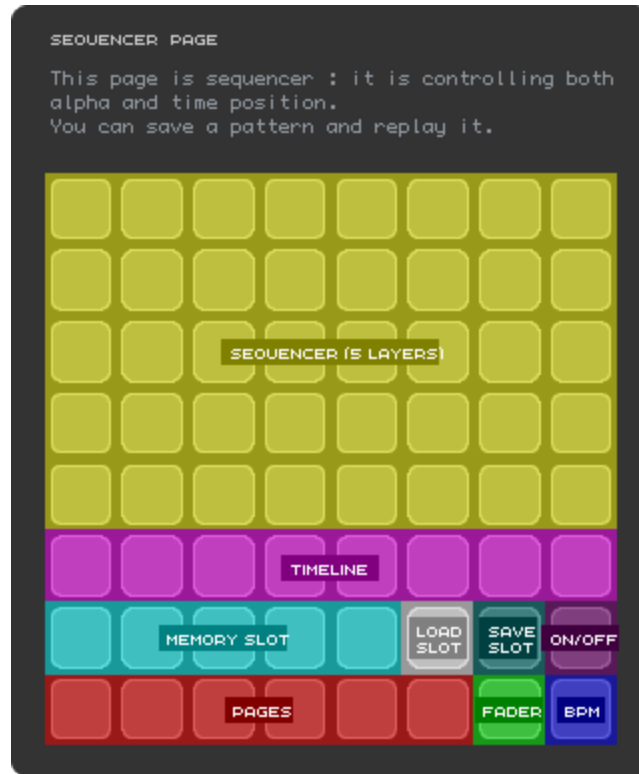 SEQUENCER PAGE
This page is sequencer : it is controlling both
alpha and time position.
You can save a pattern and replay it.
SEQUENCER (5 LAYERS)
TIMELINE
MEMORY SLOT
LOAD
SLOT
SAVE
SLOT
ON/OFF
PAGES
FADER
BPM